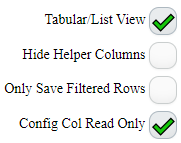 Tabular/List View
Hide Helper Columns
Only Save Filtered Rows
Config Col Read Only